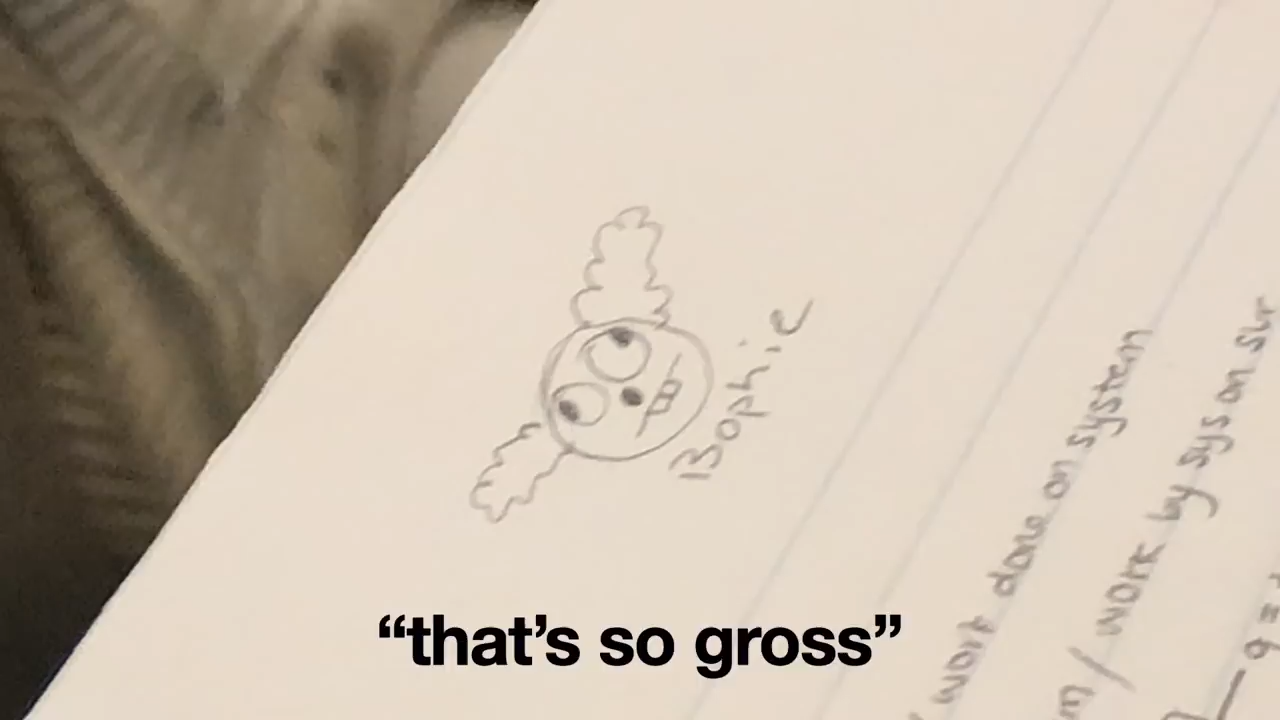 Bophie
work done on system
/ work by sys on sur
q =
“that’s so gross”